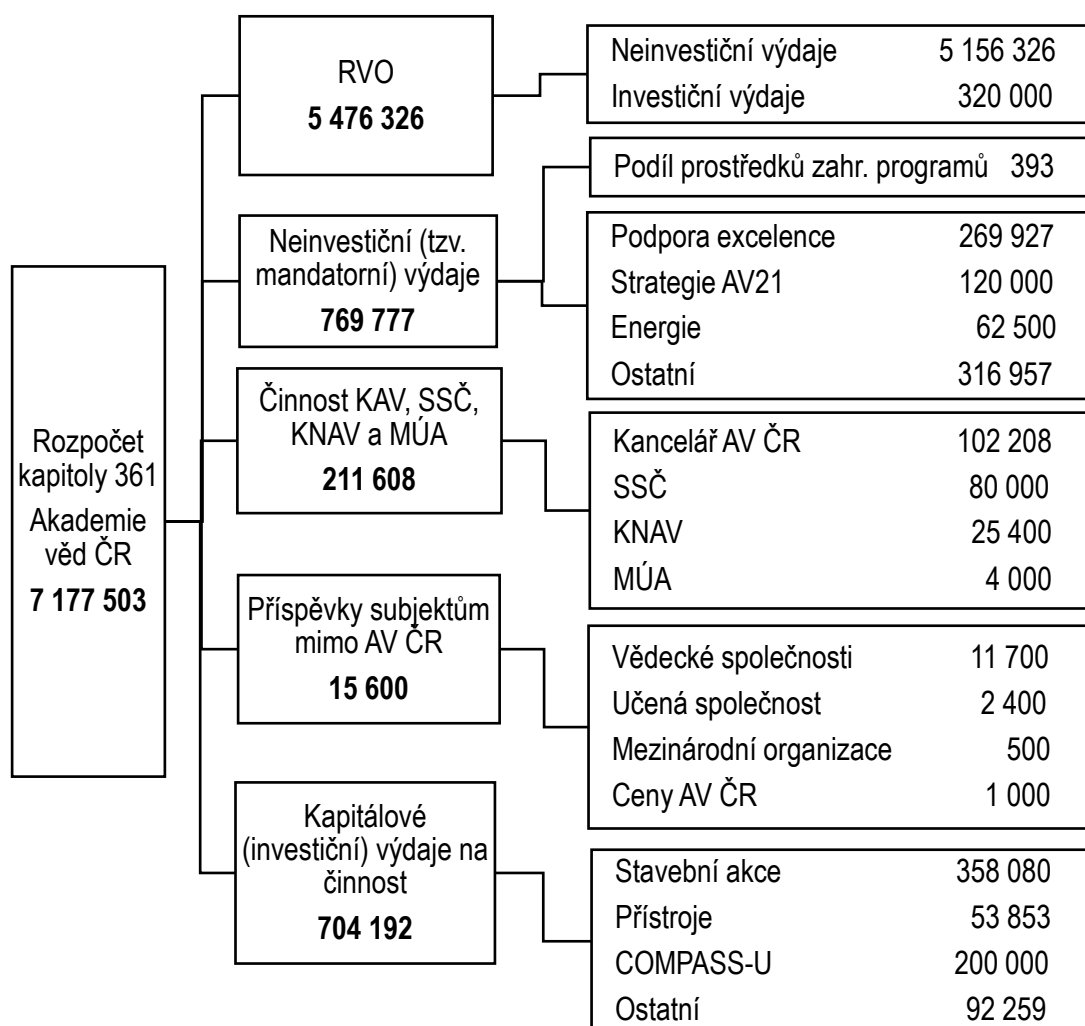 Rozpočet
kapitoly 361
Akademie
věd ČR
7 177 503
RVO
5 476 326
Neinvestiční výdaje 5 156 326
Investiční výdaje 320 000
Neinvestiční (tzv.
mandatorní) výdaje
769 777
Podíl prostředků zahr. programů 393
Podpora excelence 269 927
Strategie AV21 120 000
Energie 62 500
Ostatní 316 957
Činnost KAV, SSČ,
KNAV a MÚA
211 608
Kancelář AV ČR 102 208
SSČ 80 000
KNAV 25 400
MÚA 4 000
Příspěvky subjektům
mimo AV ČR
15 600
Vědecké společnosti 11 700
Učená společnost 2 400
Mezinárodní organizace 500
Ceny AV ČR 1 000
Kapitálové
(investiční) výdaje na
činnost
704 192
Stavební akce 358 080
Přístroje 53 853
COMPASS-U 200 000
Ostatní 92 259